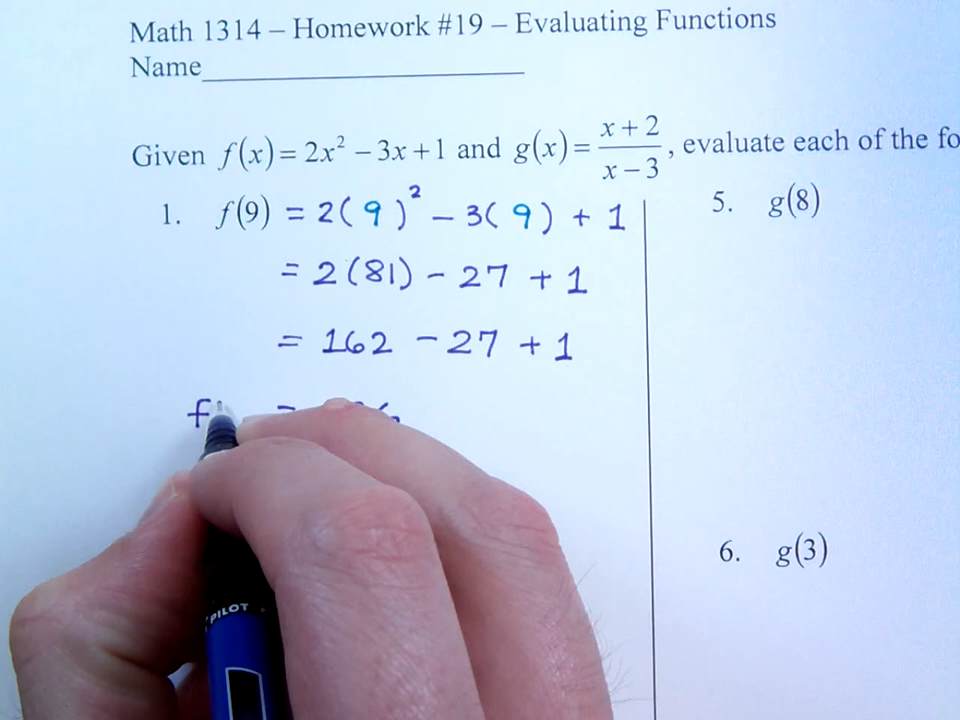 Math 1314 – Homework #19 – Evaluating Functions
Name
Given f(x) = 2x² − 3x + 1 and g(x) = (x + 2)/(x − 3), evaluate each of the
1. f(9) = 2(9)² − 3(9) + 1
= 2(81) − 27 + 1
= 162 − 27 + 1
f =
5. g(8)
6. g(3)
PILOT